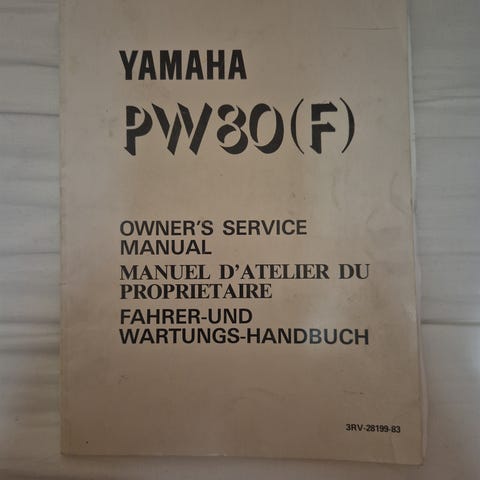 YAMAHA
PW80(F)
OWNER'S SERVICE
MANUAL
MANUEL D'ATELIER DU
PROPRIETAIRE
FAHRER-UND
WARTUNGS-HANDBUCH
3RV-28199-83